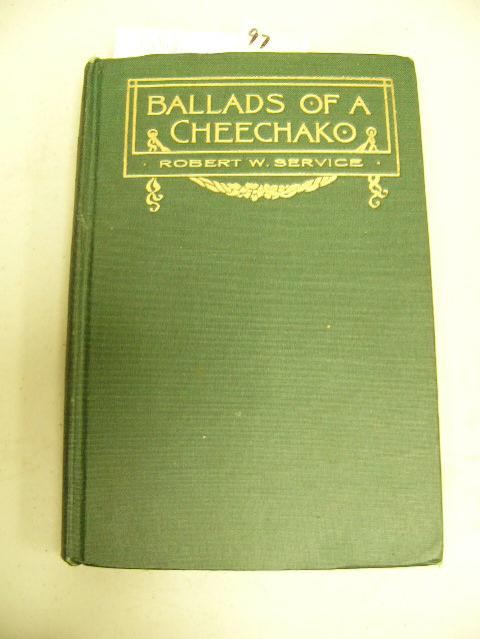 97
BALLADS OF A
CHEECHAKO
· ROBERT W. SERVICE ·